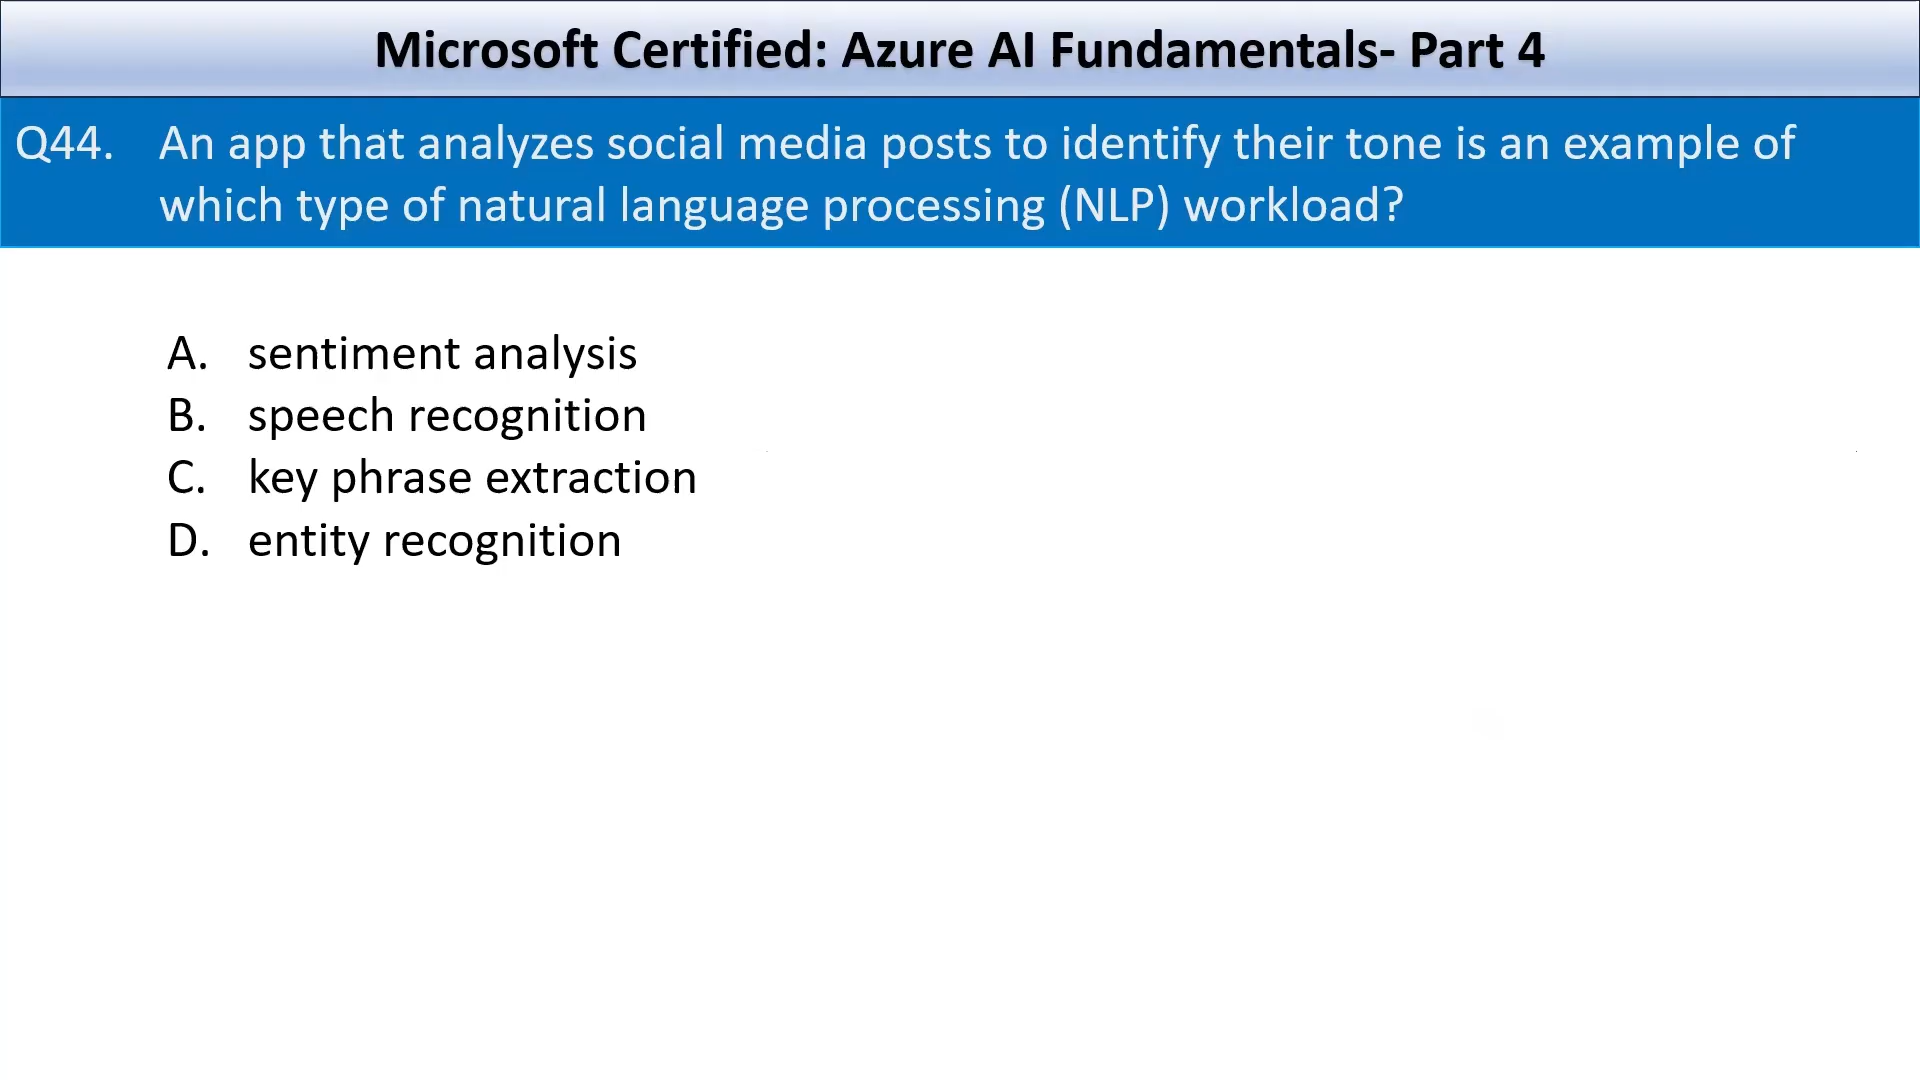 Microsoft Certified: Azure AI Fundamentals- Part 4
Q44. An app that analyzes social media posts to identify their tone is an example of
which type of natural language processing (NLP) workload?
A. sentiment analysis
B. speech recognition
C. key phrase extraction
D. entity recognition